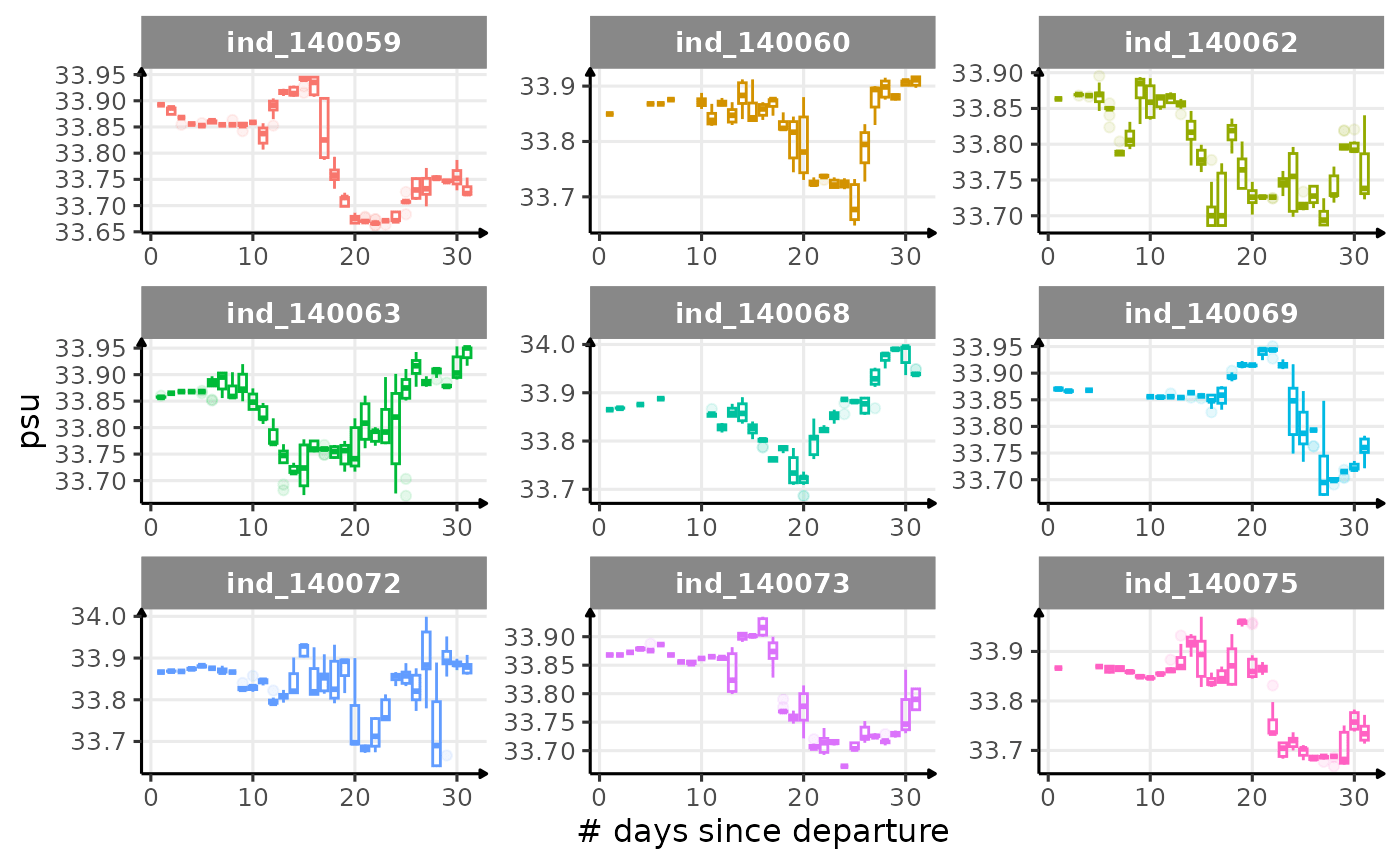 ind_140059 ind_140060 ind_140062
33.95 33.90 33.85 33.80 33.75 33.70 33.65
33.9 33.8 33.7
33.90 33.85 33.80 33.75 33.70
0 10 20 30 0 10 20 30 0 10 20 30
ind_140063 ind_140068 ind_140069
33.95 33.90 33.85 33.80 33.75 33.70
34.0 33.9 33.8 33.7
33.95 33.90 33.85 33.80 33.75 33.70
0 10 20 30 0 10 20 30 0 10 20 30
psu
ind_140072 ind_140073 ind_140075
34.0 33.9 33.8 33.7
33.90 33.85 33.80 33.75 33.70
33.9 33.8 33.7
0 10 20 30 0 10 20 30 0 10 20 30
# days since departure